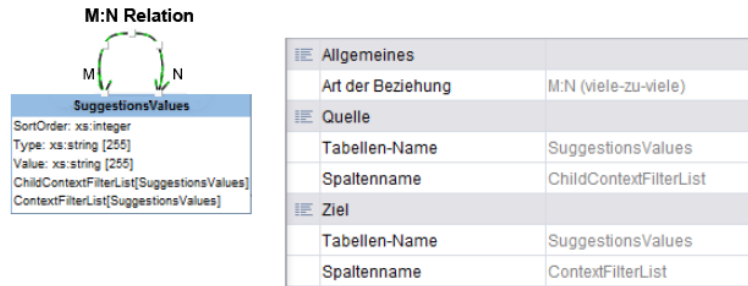 M:N Relation
M N
SuggestionsValues
SortOrder: xs:integer
Type: xs:string [255]
Value: xs:string [255]
ChildContextFilterList[SuggestionsValues]
ContextFilterList[SuggestionsValues]
Allgemeines
Art der Beziehung M:N (viele-zu-viele)
Quelle
Tabellen-Name SuggestionsValues
Spaltenname ChildContextFilterList
Ziel
Tabellen-Name SuggestionsValues
Spaltenname ContextFilterList